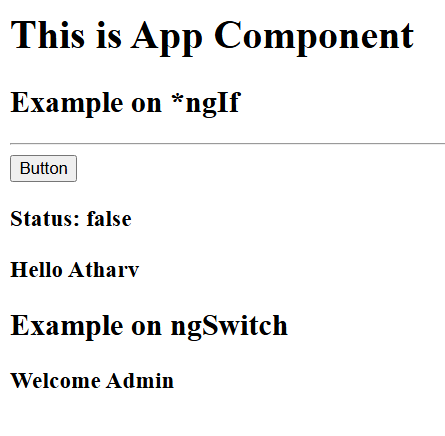 This is App Component
Example on *ngIf
Button
Status: false
Hello Atharv
Example on ngSwitch
Welcome Admin